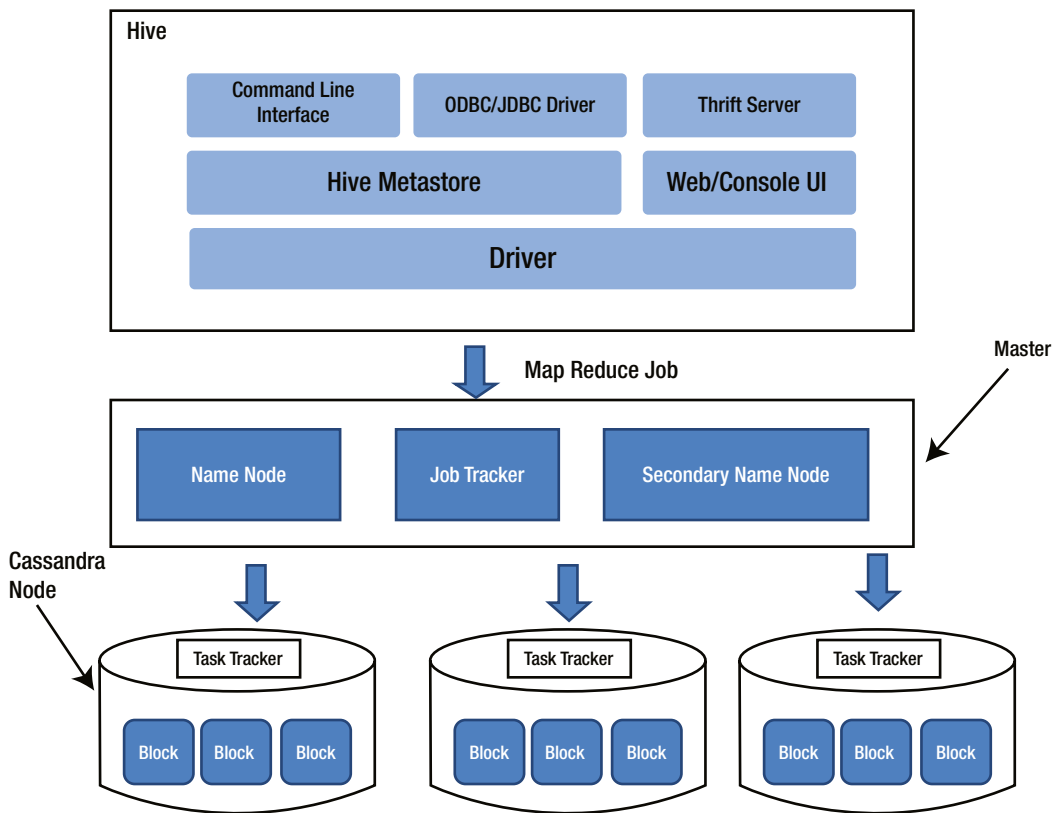 Hive
Command Line
Interface
ODBC/JDBC Driver
Thrift Server
Hive Metastore
Web/Console UI
Driver
Map Reduce Job
Master
Name Node
Job Tracker
Secondary Name Node
Cassandra
Node
Task Tracker
Task Tracker
Task Tracker
Block
Block
Block
Block
Block
Block
Block
Block
Block